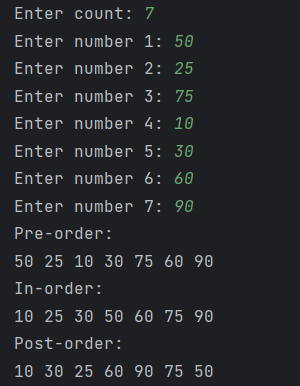 Enter count: 7
Enter number 1: 50
Enter number 2: 25
Enter number 3: 75
Enter number 4: 10
Enter number 5: 30
Enter number 6: 60
Enter number 7: 90
Pre-order:
50 25 10 30 75 60 90
In-order:
10 25 30 50 60 75 90
Post-order:
10 30 25 60 90 75 50